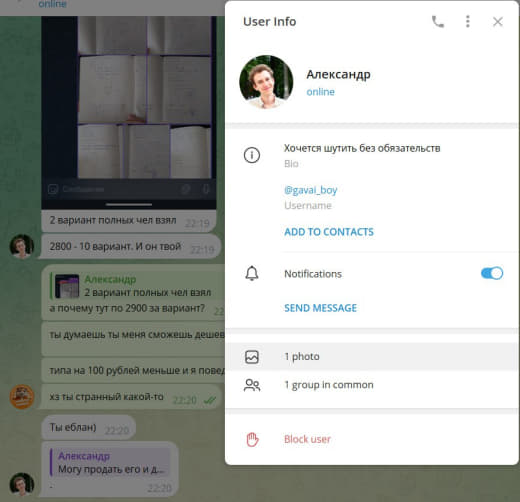 online
Сообщение
2 вариант полных чел взял 22:19
2800 - 10 вариант. И он твой 22:19
Александр
2 вариант полных чел взял
а почему тут по 2900 за вариант? 22
ты думаешь ты меня сможешь дешев
типа на 100 рублей меньше и я повед
хз ты странный какой-то 22:20
Ты еблан) 22:20
Александр
Могу продать его и д...
- 22:20
User Info
Александр
online
Хочется шутить без обязательств
Bio
@gavai_boy
Username
ADD TO CONTACTS
Notifications
SEND MESSAGE
1 photo
1 group in common
Block user